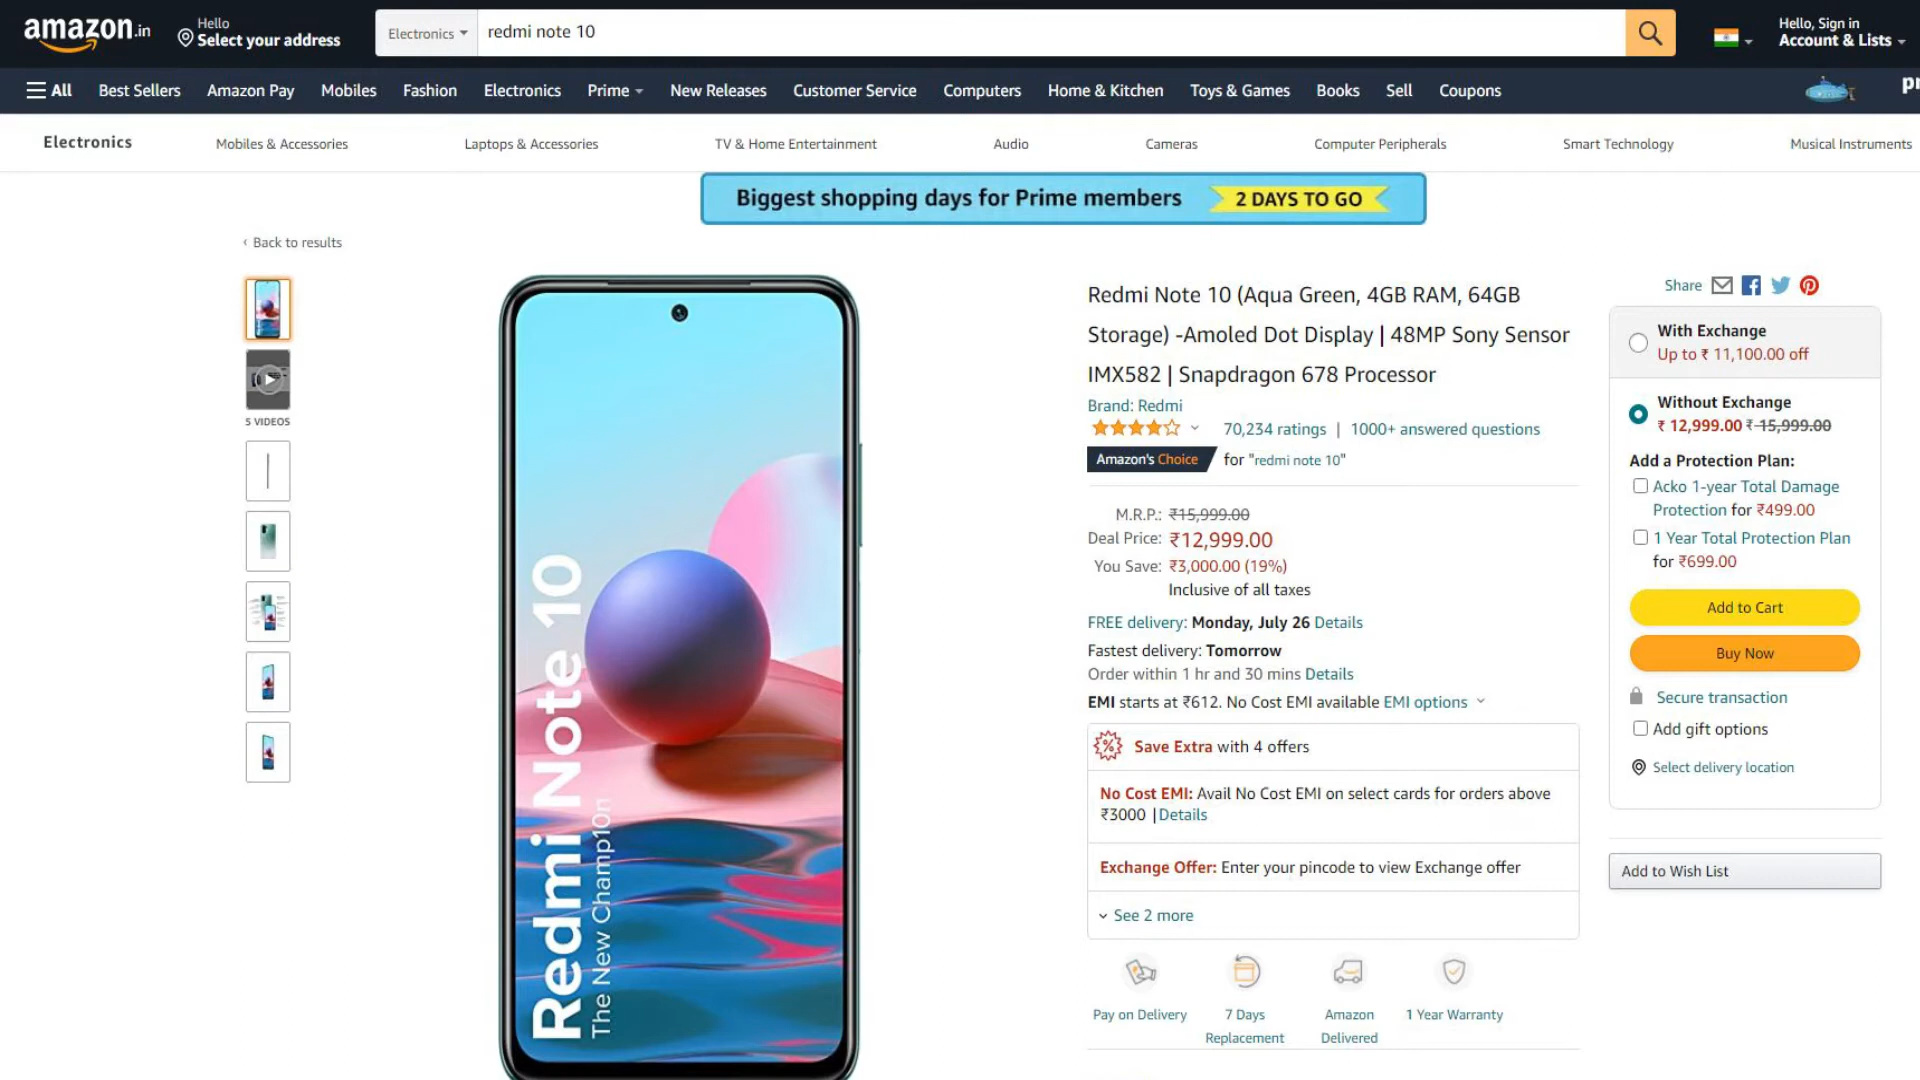 amazon.in
Hello
Select your address
Electronics
redmi note 10
Hello, Sign in
Account & Lists
All
Best Sellers
Amazon Pay
Mobiles
Fashion
Electronics
Prime
New Releases
Customer Service
Computers
Home & Kitchen
Toys & Games
Books
Sell
Coupons
Electronics
Mobiles & Accessories
Laptops & Accessories
TV & Home Entertainment
Audio
Cameras
Computer Peripherals
Smart Technology
Musical Instruments
Biggest shopping days for Prime members
2 DAYS TO GO
‹ Back to results
5 VIDEOS
Redmi Note 10
The New Champ10n
Redmi Note 10 (Aqua Green, 4GB RAM, 64GB
Storage) -Amoled Dot Display | 48MP Sony Sensor
IMX582 | Snapdragon 678 Processor
Brand: Redmi
70,234 ratings | 1000+ answered questions
Amazon's Choice for "redmi note 10"
M.R.P.: ₹15,999.00
Deal Price: ₹12,999.00
You Save: ₹3,000.00 (19%)
Inclusive of all taxes
FREE delivery: Monday, July 26 Details
Fastest delivery: Tomorrow
Order within 1 hr and 30 mins Details
EMI starts at ₹612. No Cost EMI available EMI options
Save Extra with 4 offers
No Cost EMI: Avail No Cost EMI on select cards for orders above
₹3000 |Details
Exchange Offer: Enter your pincode to view Exchange offer
See 2 more
Pay on Delivery
7 Days
Replacement
Amazon
Delivered
1 Year Warranty
Share
With Exchange
Up to ₹ 11,100.00 off
Without Exchange
₹ 12,999.00 ₹ 15,999.00
Add a Protection Plan:
Acko 1-year Total Damage
Protection for ₹499.00
1 Year Total Protection Plan
for ₹699.00
Add to Cart
Buy Now
Secure transaction
Add gift options
Select delivery location
Add to Wish List